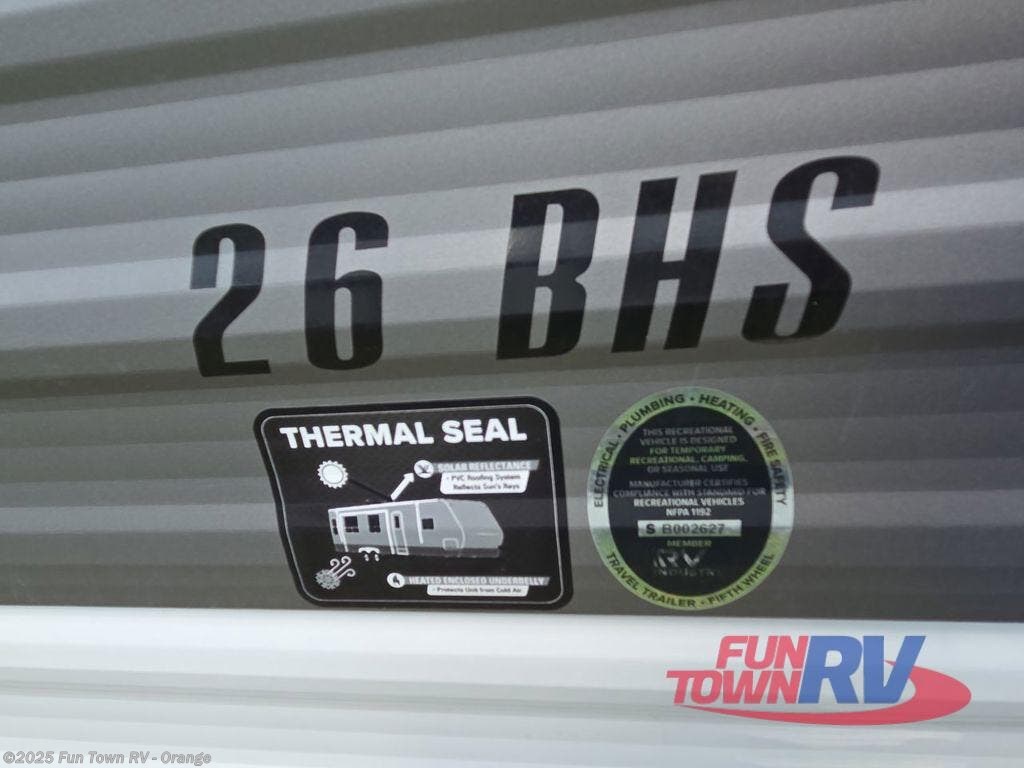 26 BHS
THERMAL SEAL
SOLAR REFLECTANCE
- PVC Roofing System
Reflects Sun's Rays
HEATED ENCLOSED UNDERBELLY
- Protects Unit from Cold Air
ELECTRICAL · PLUMBING · HEATING · FIRE SAFETY
THIS RECREATIONAL
VEHICLE IS DESIGNED
FOR TEMPORARY
RECREATIONAL, CAMPING,
OR SEASONAL USE
MANUFACTURER CERTIFIES
COMPLIANCE WITH STANDARD FOR
RECREATIONAL VEHICLES
NFPA 1192
S B002627
MEMBER
RV
INDUSTRY
TRAVEL TRAILER · FIFTH WHEEL
FUN
TOWN RV
©2025 Fun Town RV - Orange